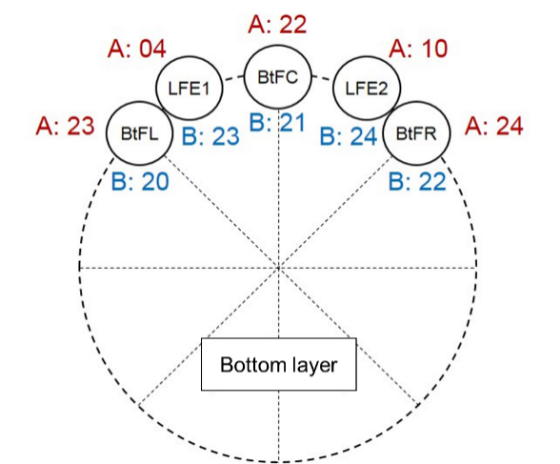 A: 22
A: 04
A: 10
BtFC
LFE1
LFE2
A: 23
BtFL
B: 23
B: 21
B: 24
BtFR
A: 24
B: 20
B: 22
Bottom layer